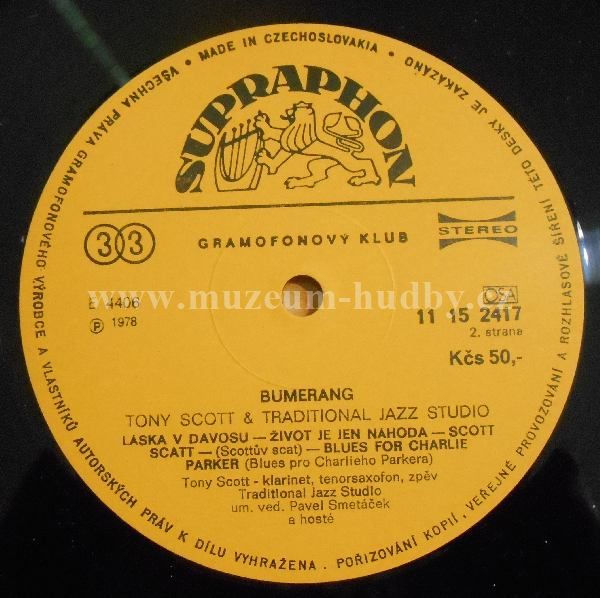 VŠECHNA PRÁVA GRAMOFONOVÉHO VÝROBCE A VLASTNÍKŮ AUTORSKÝCH PRÁV K DÍLU VYHRAŽENA. POŘIZOVÁNÍ KOPIÍ, VEŘEJNÉ PROVOZOVÁNÍ A ROZHLASOVÉ ŠÍŘENÍ TÉTO DESKY JE ZAKÁZÁNO • MADE IN CZECHOSLOVAKIA •
SUPRAPHON
33 GRAMOFONOVÝ KLUB STEREO
www.muzeum-hudby.cz
E 4406 OSA
℗ 1978 11 15 2417
2. strana
Kčs 50,-
BUMERANG
TONY SCOTT & TRADITIONAL JAZZ STUDIO
LÁSKA V DAVOSU — ŽIVOT JE JEN NÁHODA — SCOTT
SCATT — (Scottův scat) — BLUES FOR CHARLIE
PARKER (Blues pro Charlieho Parkera)
Tony Scott - klarinet, tenorsaxofon, zpěv
Traditional Jazz Studio
um. ved. Pavel Smetáček
a hosté